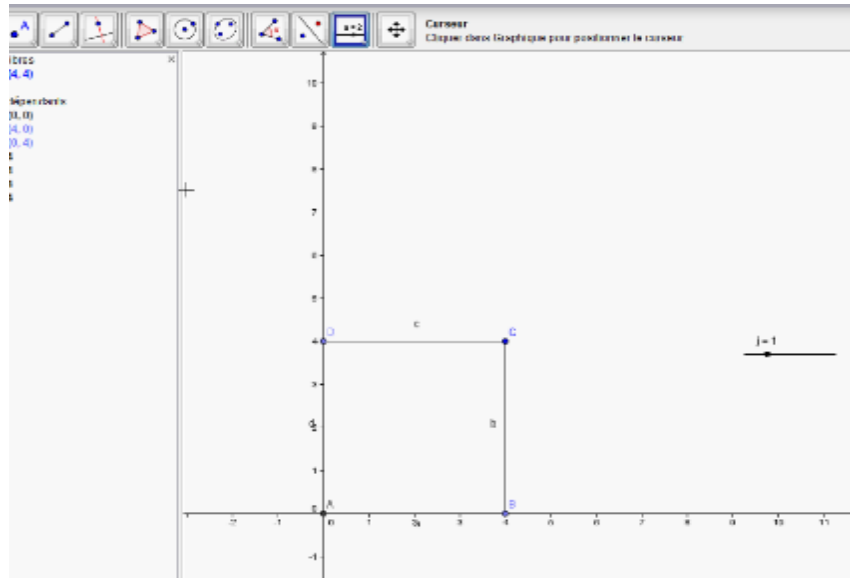 A
a=2
Curseur
Cliquer dans Graphique pour positionner le curseur
ibres
(4, 4)
dépendants
(0, 0)
(4, 0)
(0, 4)
10
9
8
7
6
5
D
c
C
4
j = 1
3
2
1
A
B
0
-2
-1
0
1
3
4
5
6
7
8
9
10
11
-1